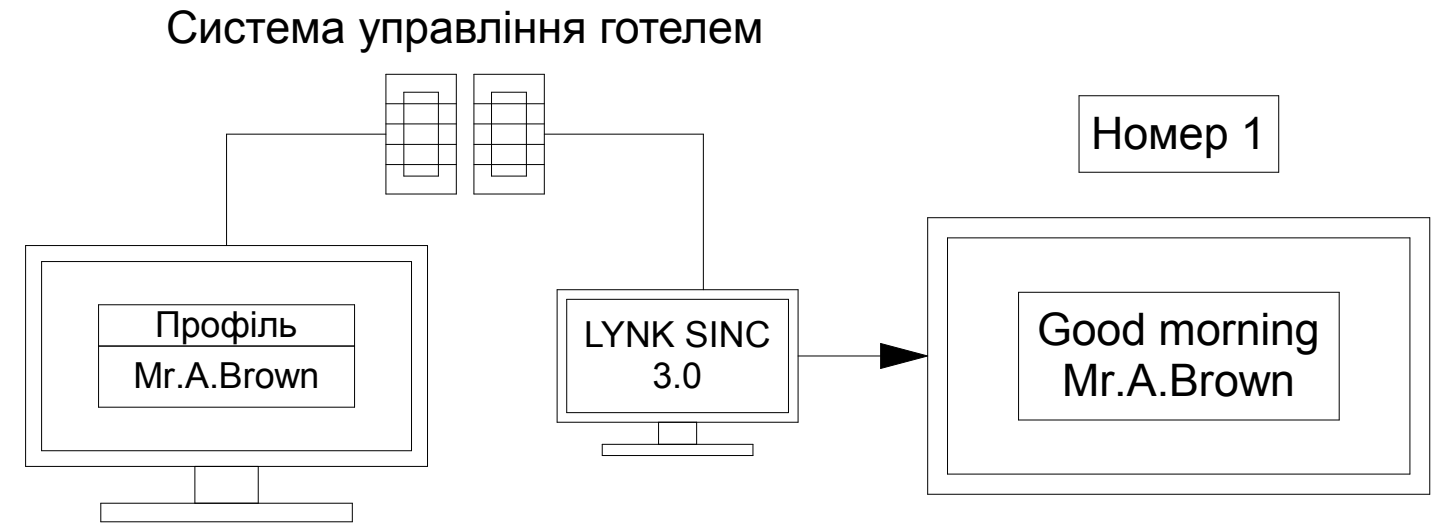 Система управління готелем
Номер 1
Профіль
Mr.A.Brown
LYNK SINC
3.0
Good morning
Mr.A.Brown